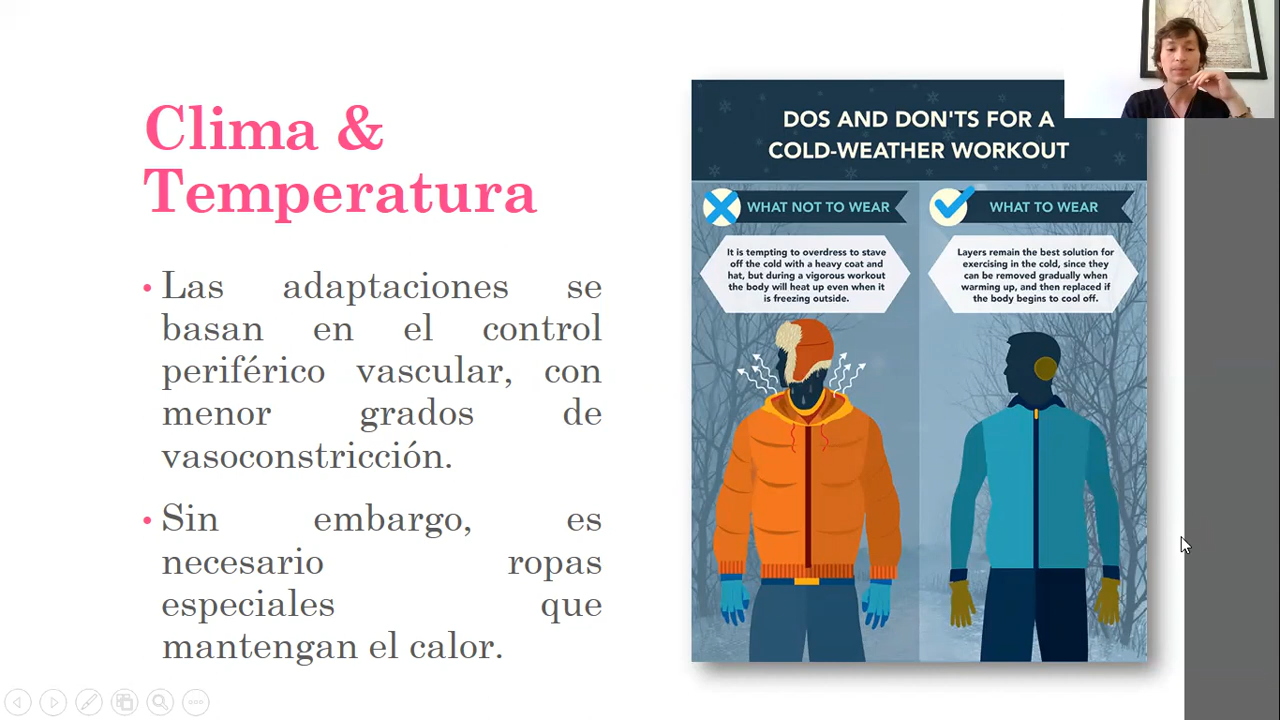 Clima &
Temperatura
• Las adaptaciones se
basan en el control
periférico vascular, con
menor grados de
vasoconstricción.
• Sin embargo, es
necesario ropas
especiales que
mantengan el calor.
DOS AND DON'TS FOR A
COLD-WEATHER WORKOUT
WHAT NOT TO WEAR
It is tempting to overdress to stave
off the cold with a heavy coat and
hat, but during a vigorous workout
the body will heat up even when it
is freezing outside.
WHAT TO WEAR
Layers remain the best solution for
exercising in the cold, since they
can be removed gradually when
warming up, and then replaced if
the body begins to cool off.